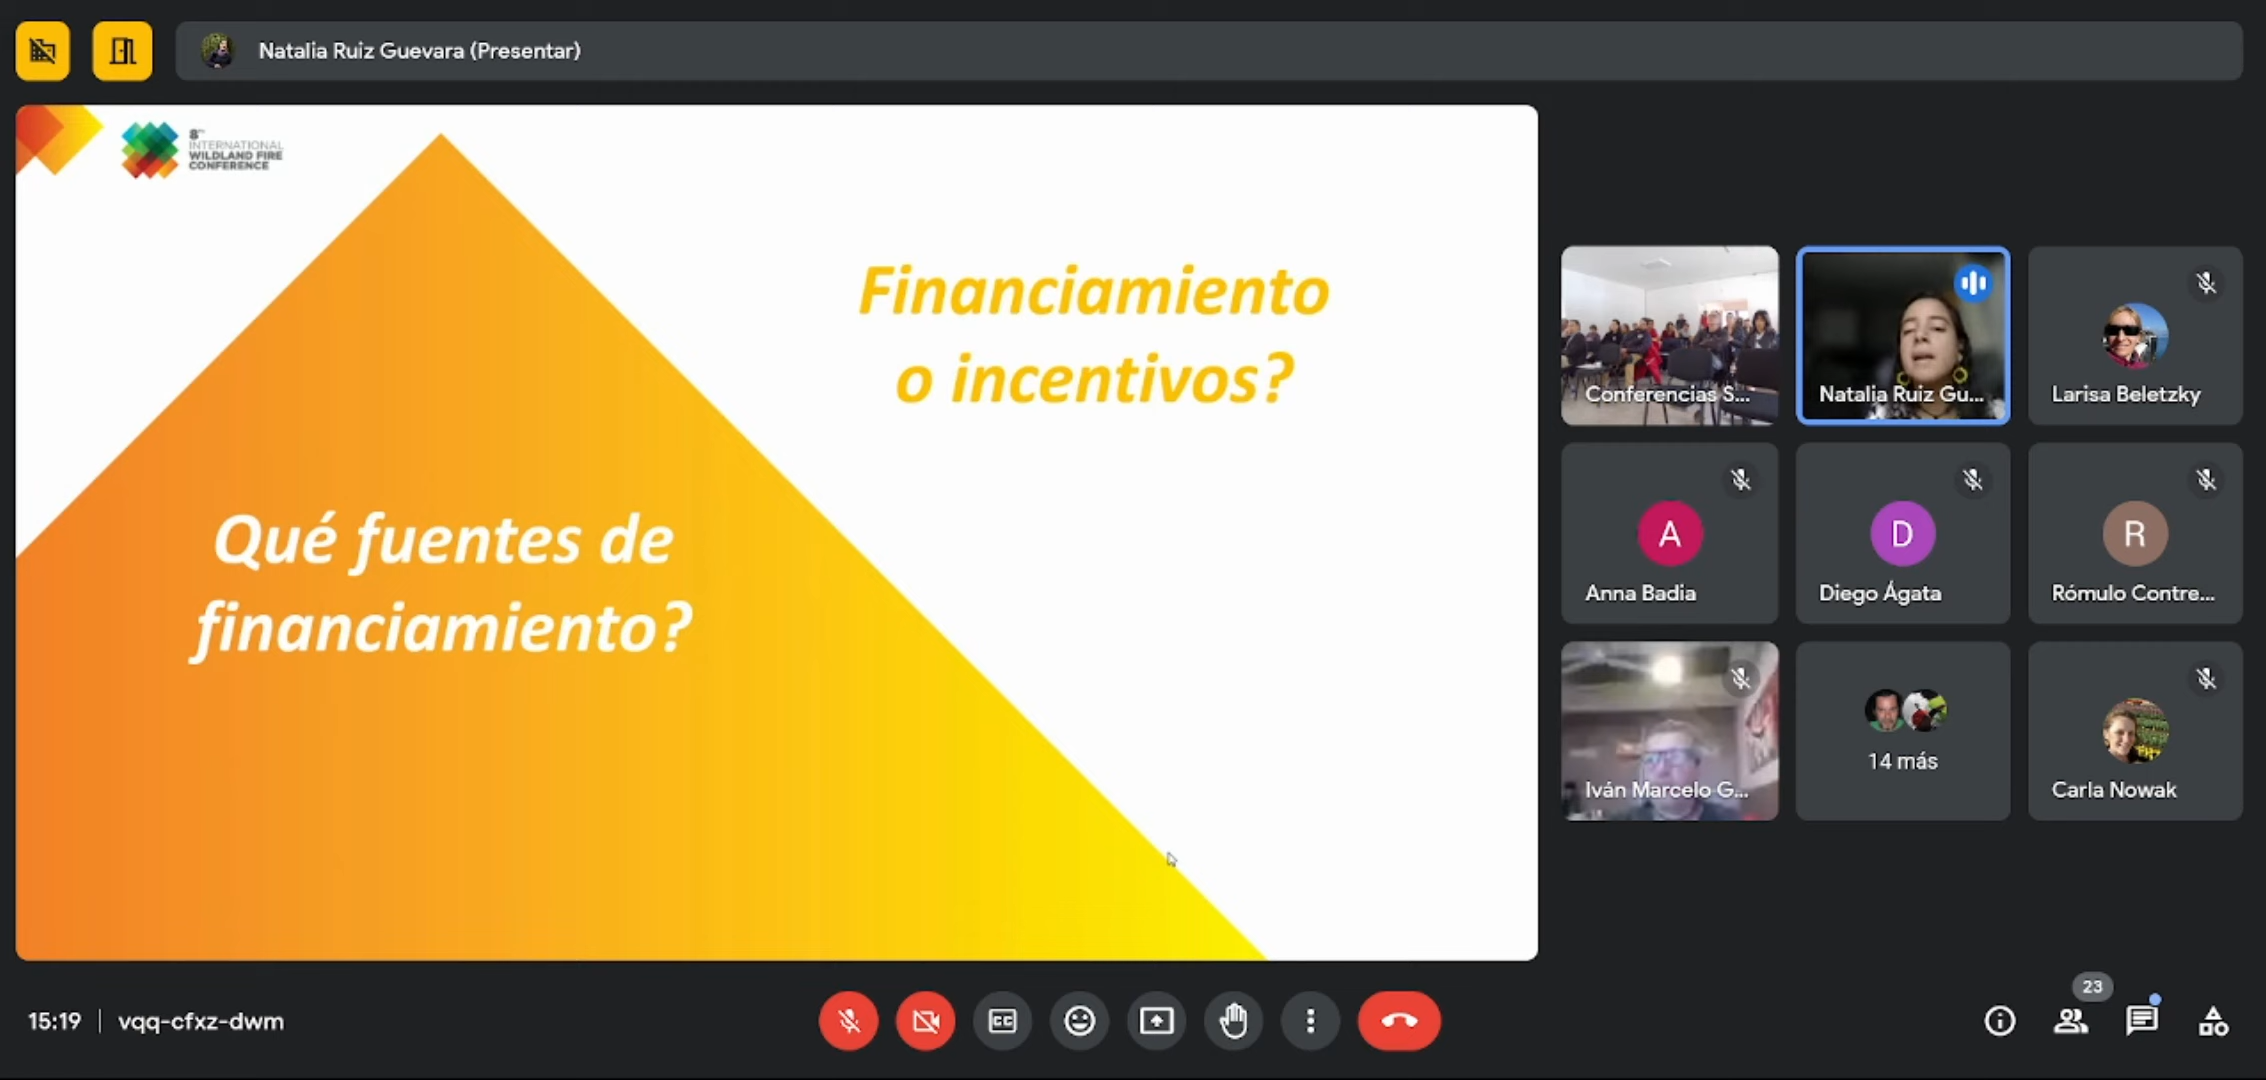 Natalia Ruiz Guevara (Presentar)
8TH
INTERNATIONAL
WILDLAND FIRE
CONFERENCE
Financiamiento
o incentivos?
Qué fuentes de
financiamiento?
Conferencias S...
Natalia Ruiz Gu...
Larisa Beletzky
A
Anna Badia
D
Diego Ágata
R
Rómulo Contre...
Iván Marcelo G...
14 más
Carla Nowak
15:19 | vqq-cfxz-dwm
CC
23